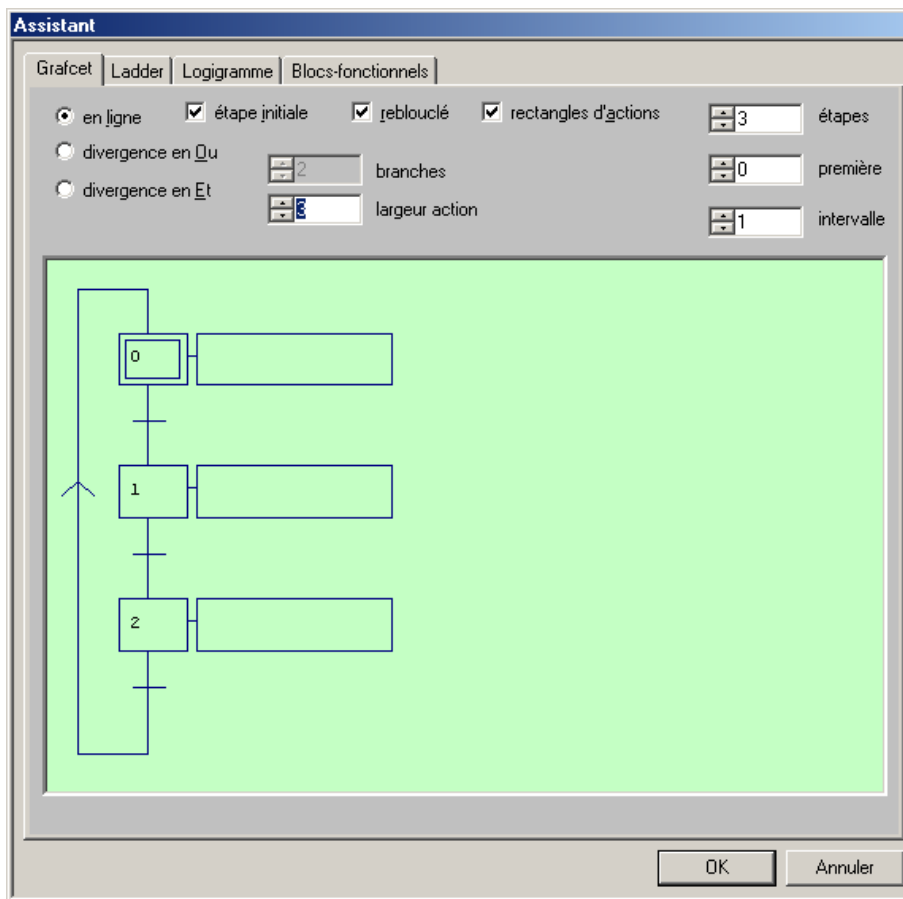 Assistant
Grafcet Ladder Logigramme Blocs-fonctionnels
en ligne étape initiale reblouclé rectangles d'actions 3 étapes
divergence en Ou
2 branches 0 première
divergence en Et
3 largeur action 1 intervalle
0
1
2
OK Annuler